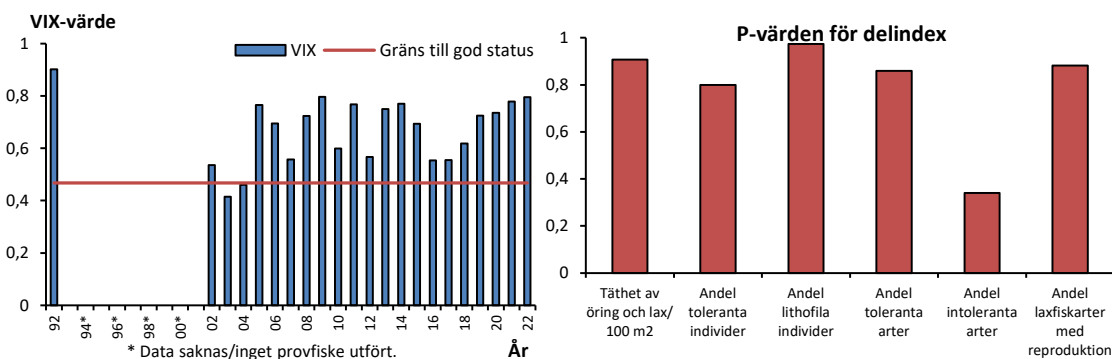 VIX-värde
1
0,8
0,6
0,4
0,2
0
VIX
Gräns till god status
92
94*
96*
98*
00*
02
04
06
08
10
12
14
16
18
20
22
* Data saknas/inget provfiske utfört.
År
P-värden för delindex
1
0,8
0,6
0,4
0,2
0
Täthet av
öring och lax/
100 m2
Andel
toleranta
individer
Andel
lithofila
individer
Andel
toleranta
arter
Andel
intoleranta
arter
Andel
laxfiskarter
med
reproduktion